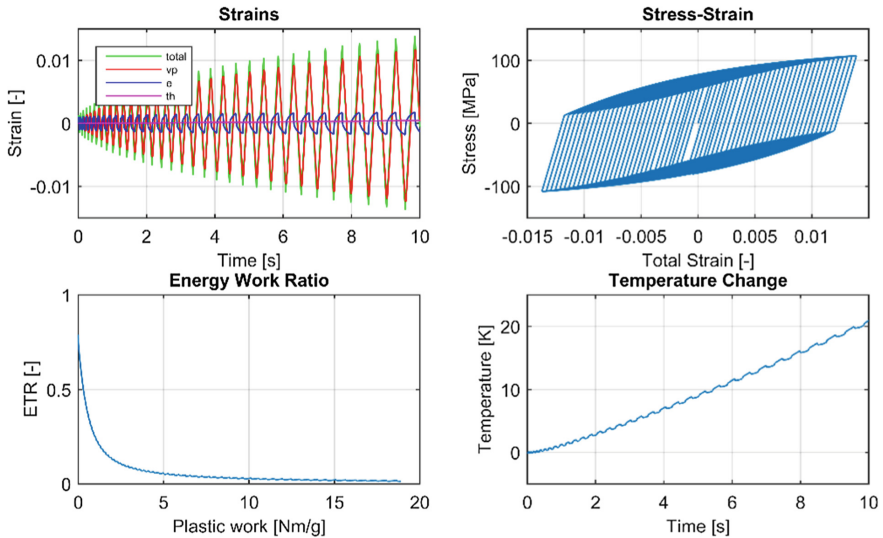 Strains
0.01
0
-0.01
Strain [-]
total
vp
e
th
0 2 4 6 8 10
Time [s]
Stress-Strain
100
0
-100
Stress [MPa]
-0.015 -0.01 -0.005 0 0.005 0.01
Total Strain [-]
Energy Work Ratio
1
0.5
0
ETR [-]
0 5 10 15 20
Plastic work [Nm/g]
Temperature Change
20
10
0
Temperature [K]
0 2 4 6 8 10
Time [s]